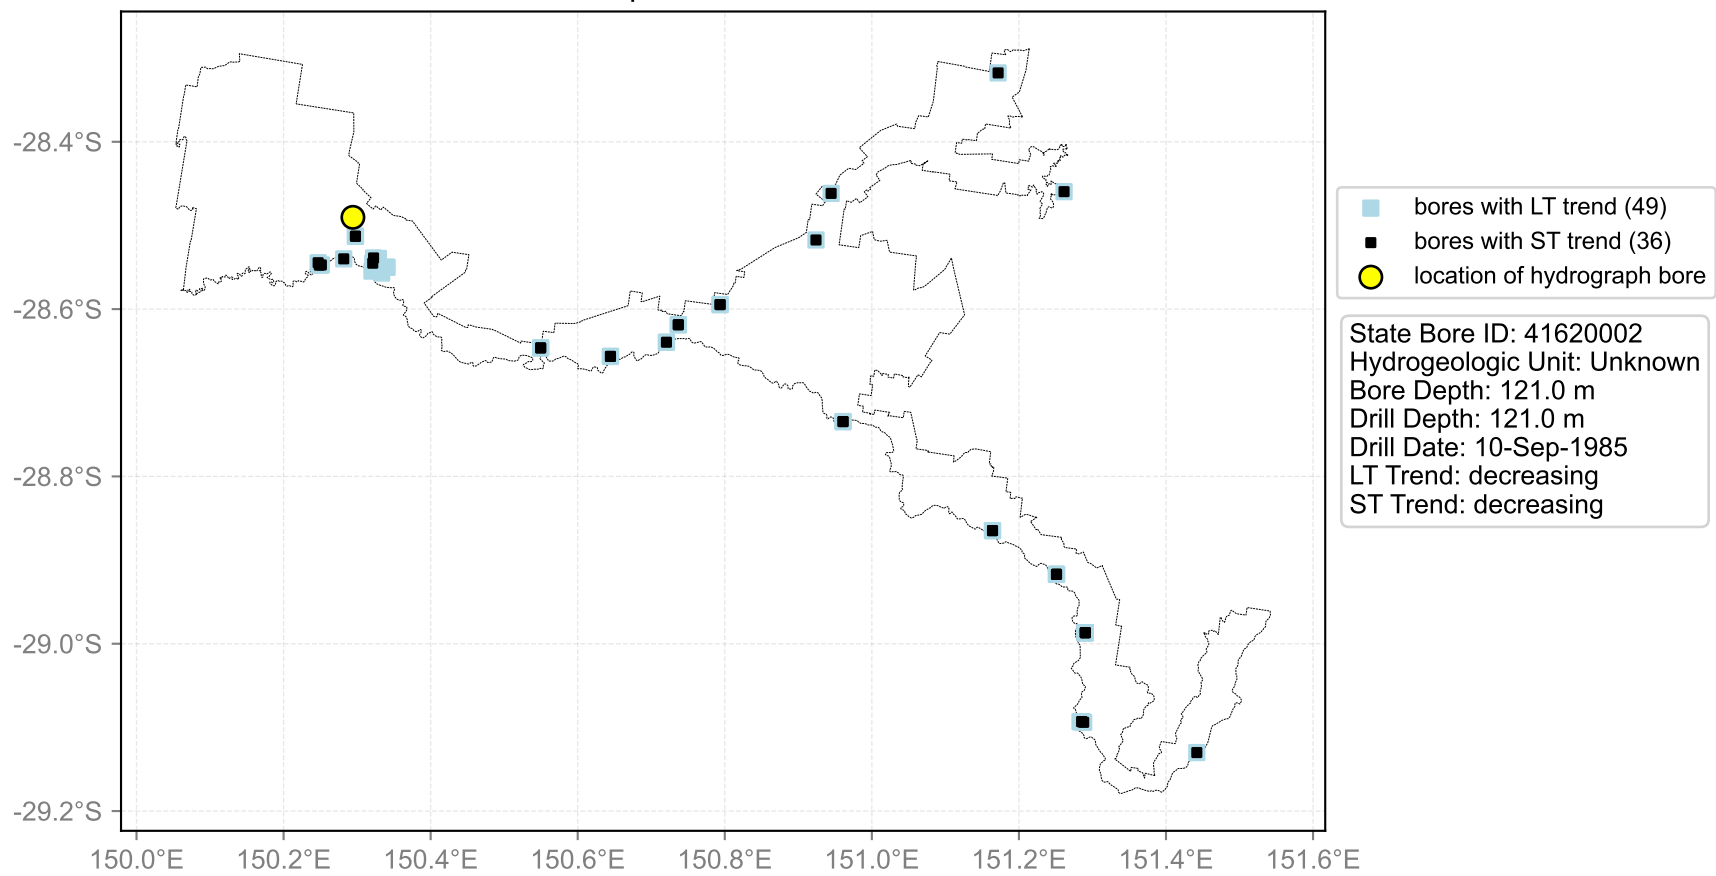 -28.4°S
-28.6°S
-28.8°S
-29.0°S
-29.2°S
150.0°E 150.2°E 150.4°E 150.6°E 150.8°E 151.0°E 151.2°E 151.4°E 151.6°E
bores with LT trend (49)
bores with ST trend (36)
location of hydrograph bore
State Bore ID: 41620002
Hydrogeologic Unit: Unknown
Bore Depth: 121.0 m
Drill Depth: 121.0 m
Drill Date: 10-Sep-1985
LT Trend: decreasing
ST Trend: decreasing